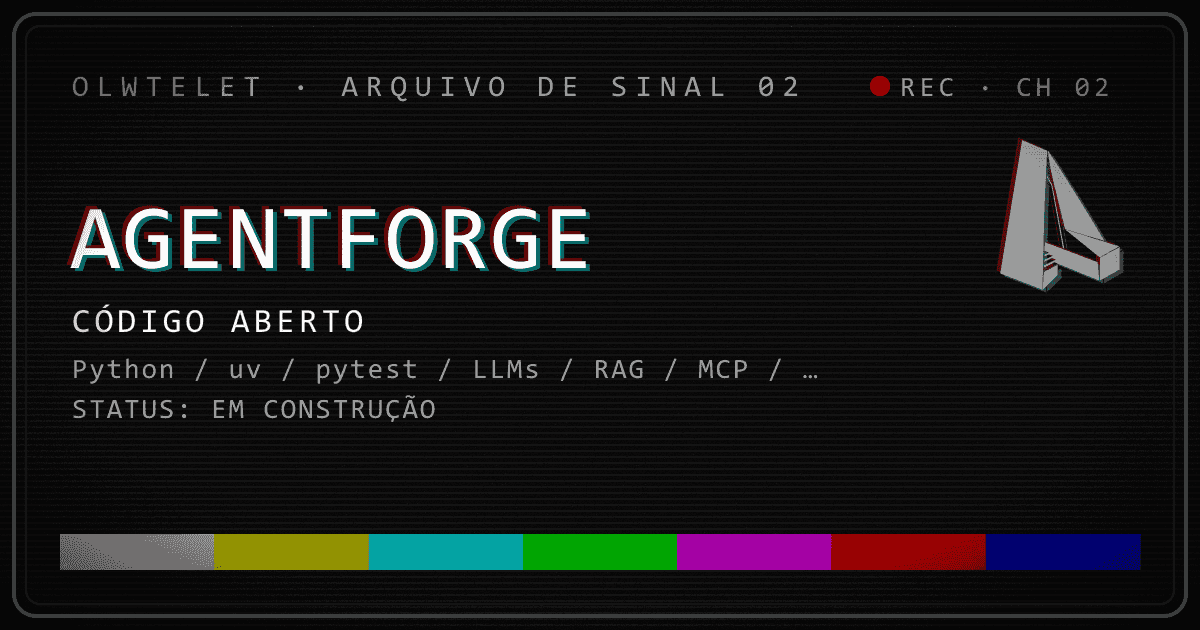 OLWTELET · ARQUIVO DE SINAL 02 REC · CH 02
AGENTFORGE
CÓDIGO ABERTO
Python / uv / pytest / LLMs / RAG / MCP / …
STATUS: EM CONSTRUÇÃO